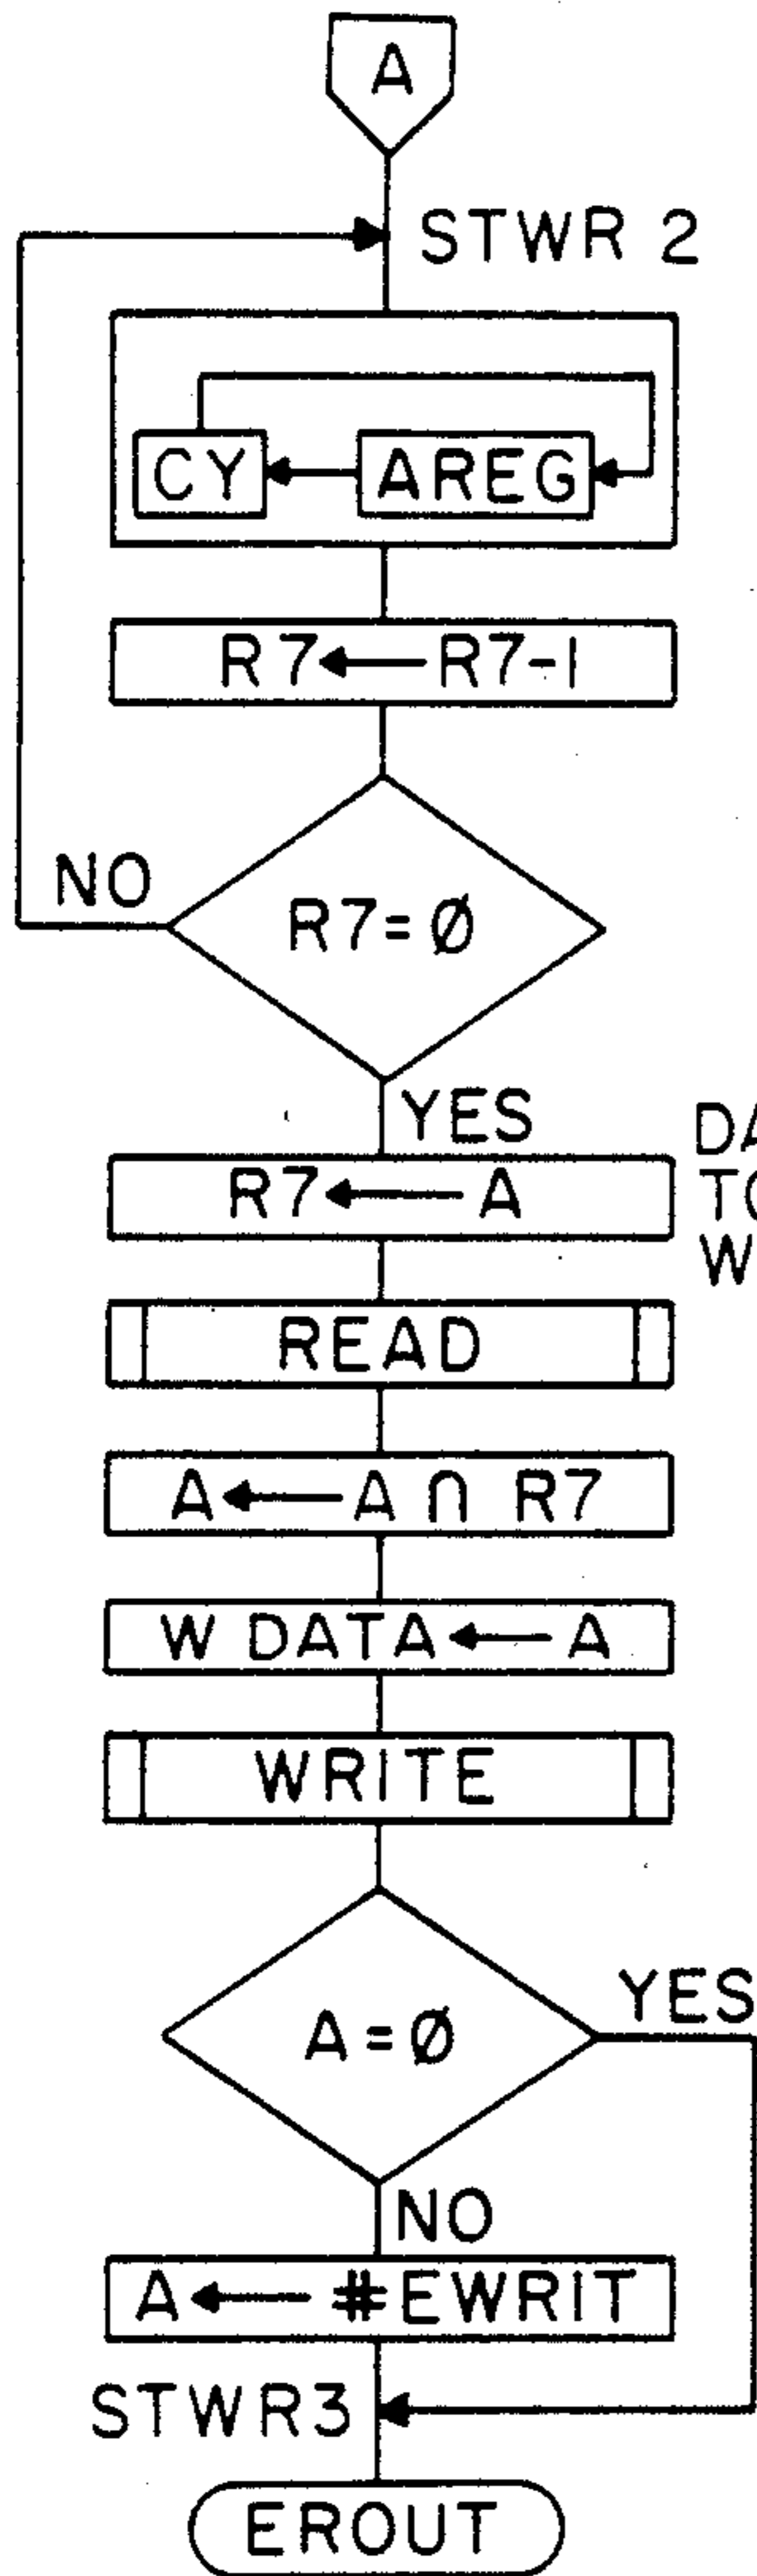 A
STWR 2
CY AREG
R7←R7-1
NO
R7=Ø
YES
R7←A
READ
A←A ∩ R7
W DATA←A
WRITE
A=Ø
YES
NO
A←#EWRIT
STWR3
EROUT